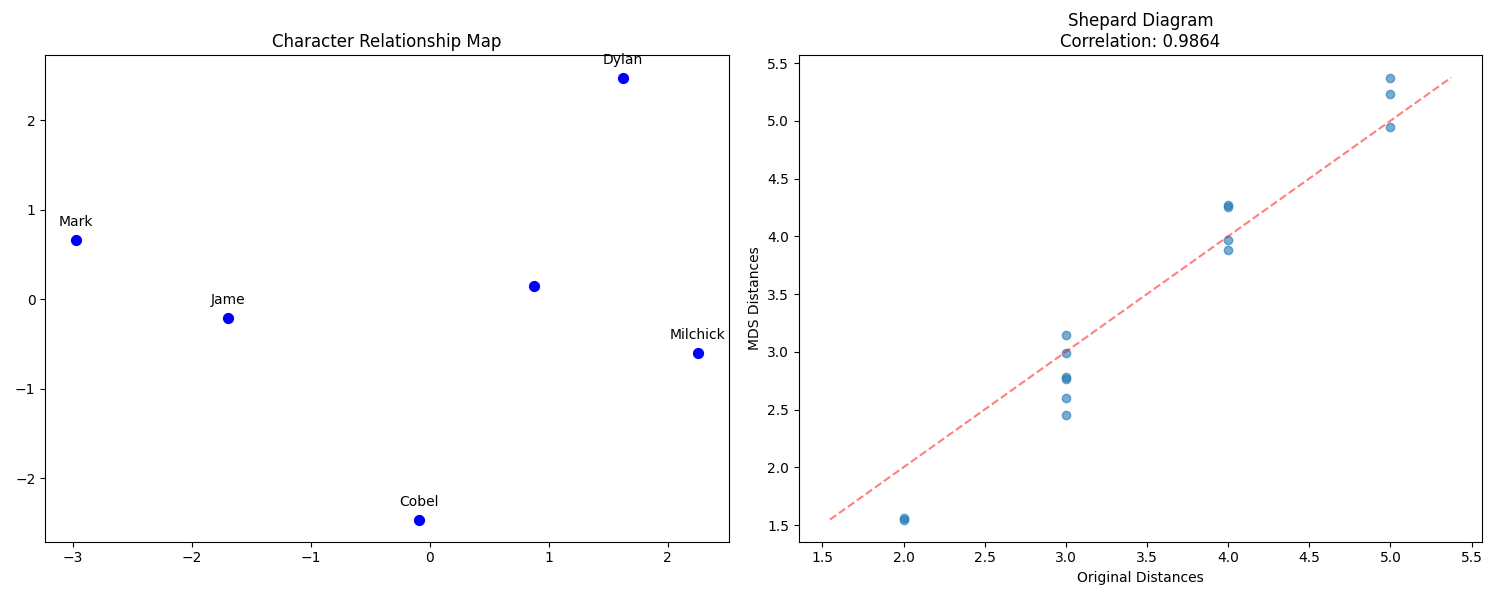 Character Relationship Map
Dylan
Mark
Jame
Milchick
Cobel
2
1
0
−1
−2
−3
−2
−1
0
1
2
Shepard Diagram
Correlation: 0.9864
MDS Distances
5.5
5.0
4.5
4.0
3.5
3.0
2.5
2.0
1.5
1.5
2.0
2.5
3.0
3.5
4.0
4.5
5.0
5.5
Original Distances